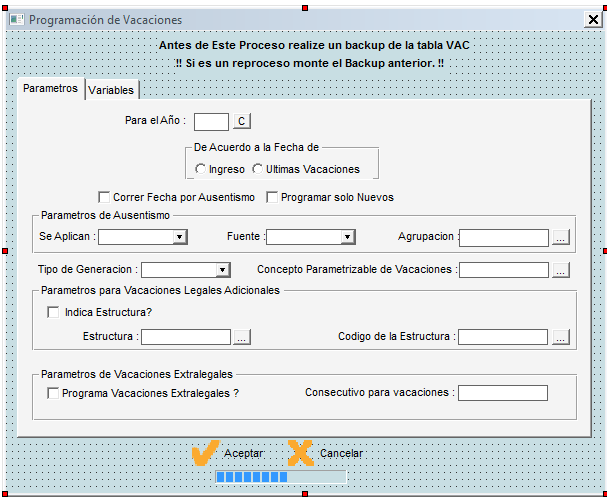 Programación de Vacaciones
Antes de Este Proceso realize un backup de la tabla VAC
!! Si es un reproceso monte el Backup anterior. !!
Parametros Variables
Para el Año : C
De Acuerdo a la Fecha de
Ingreso Ultimas Vacaciones
Correr Fecha por Ausentismo Programar solo Nuevos
Parametros de Ausentismo
Se Aplican : Fuente : Agrupacion : ...
Tipo de Generacion : Concepto Parametrizable de Vacaciones : ...
Parametros para Vacaciones Legales Adicionales
Indica Estructura?
Estructura : ... Codigo de la Estructura : ...
Parametros de Vacaciones Extralegales
Programa Vacaciones Extralegales ? Consecutivo para vacaciones :
Aceptar Cancelar